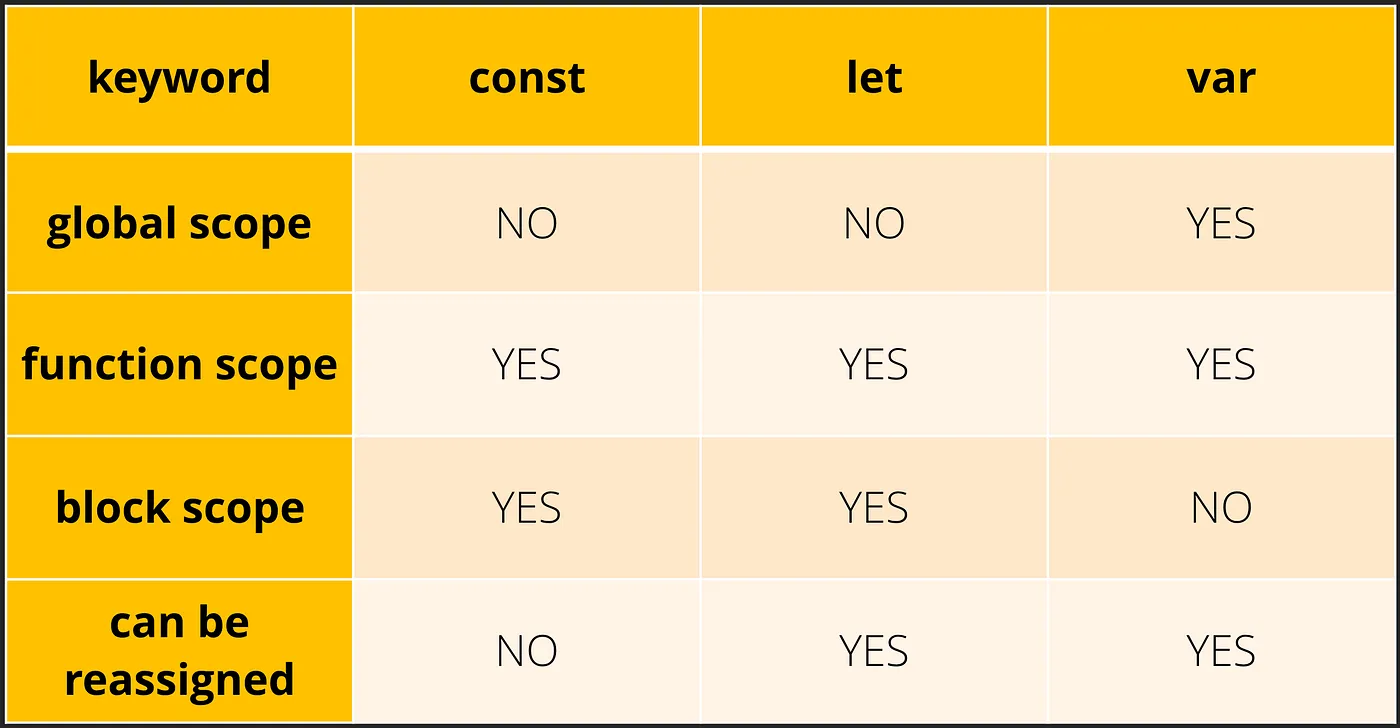 keyword const let var
global scope NO NO YES
function scope YES YES YES
block scope YES YES NO
can be
reassigned NO YES YES